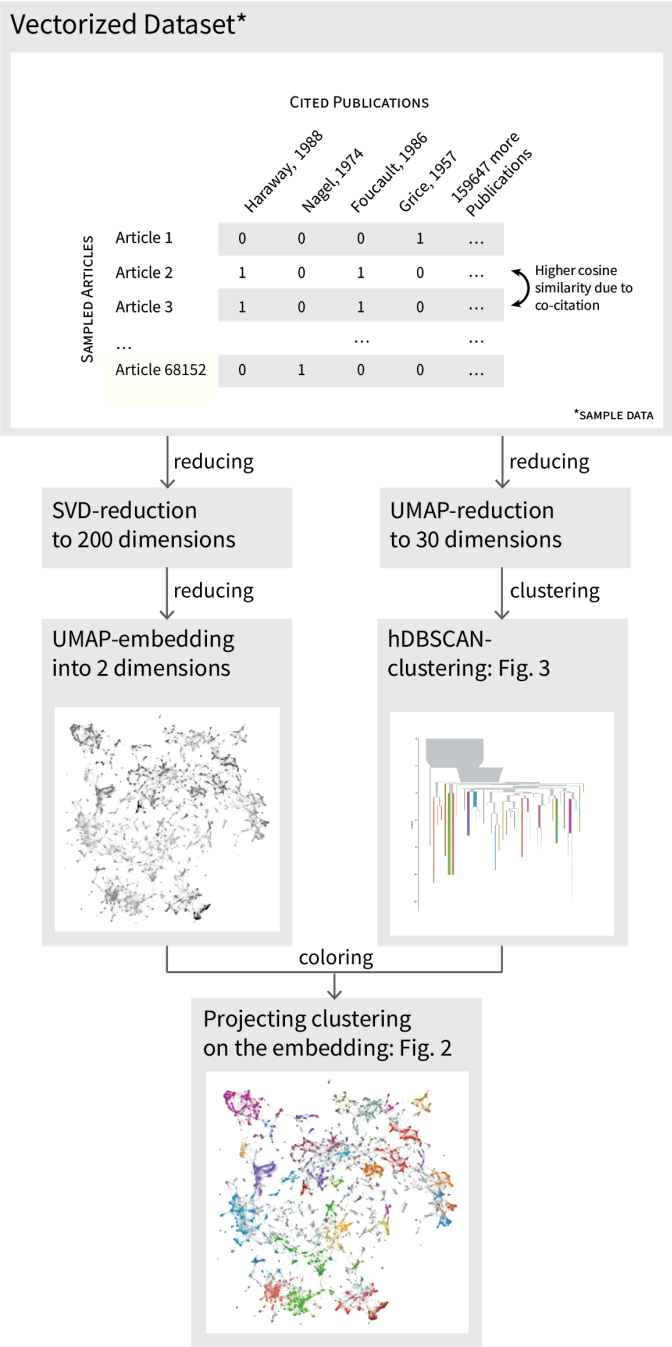 Vectorized Dataset*
CITED PUBLICATIONS
Haraway, 1988
Nagel, 1974
Foucault, 1986
Grice, 1957
159647 more
Publications
SAMPLED ARTICLES
Article 1 0 0 0 1 ...
Article 2 1 0 1 0 ...
Article 3 1 0 1 0 ...
... ... ...
Article 68152 0 1 0 0 ...
Higher cosine
similarity due to
co-citation
*SAMPLE DATA
reducing
reducing
SVD-reduction
to 200 dimensions
UMAP-reduction
to 30 dimensions
reducing
clustering
UMAP-embedding
into 2 dimensions
hDBSCAN-
clustering: Fig. 3
coloring
Projecting clustering
on the embedding: Fig. 2